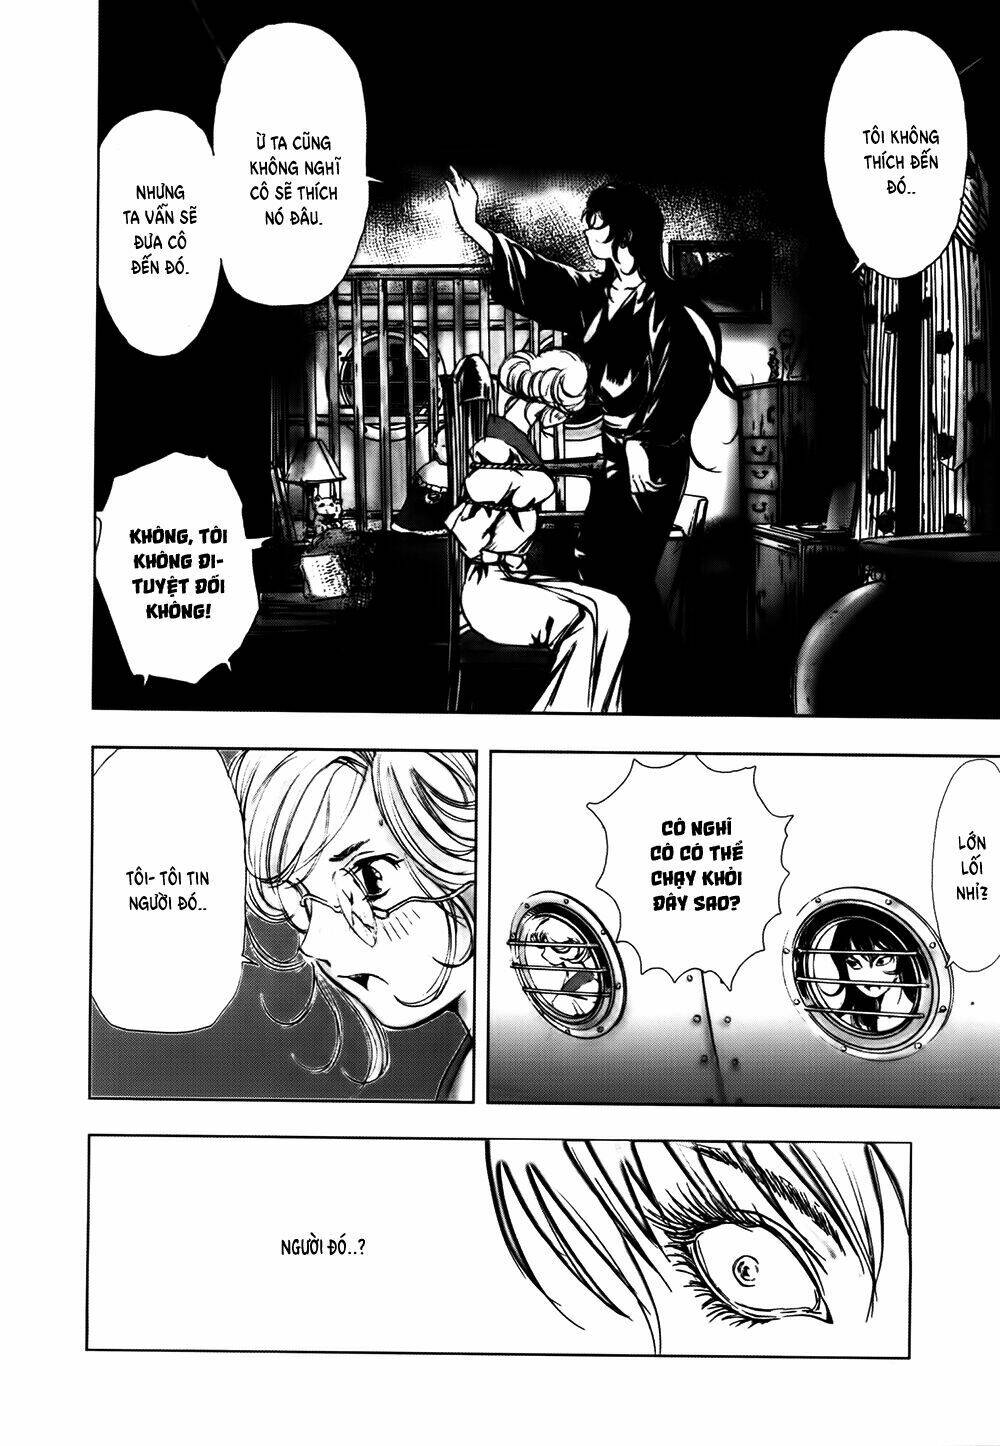 TÔI KHÔNG
THÍCH ĐẾN
ĐÓ..
Ừ TA CŨNG
KHÔNG NGHĨ
CÔ SẼ THÍCH
NÓ ĐÂU.
NHƯNG
TA VẪN SẼ
ĐƯA CÔ
ĐẾN ĐÓ.
KHÔNG, TÔI
KHÔNG ĐI-
TUYỆT ĐỐI
KHÔNG!
LỚN
LỐI
NHỈ?
CÔ NGHĨ
CÔ CÓ THỂ
CHẠY KHỎI
ĐÂY SAO?
TÔI- TÔI TIN
NGƯỜI ĐÓ..
NGƯỜI ĐÓ..?